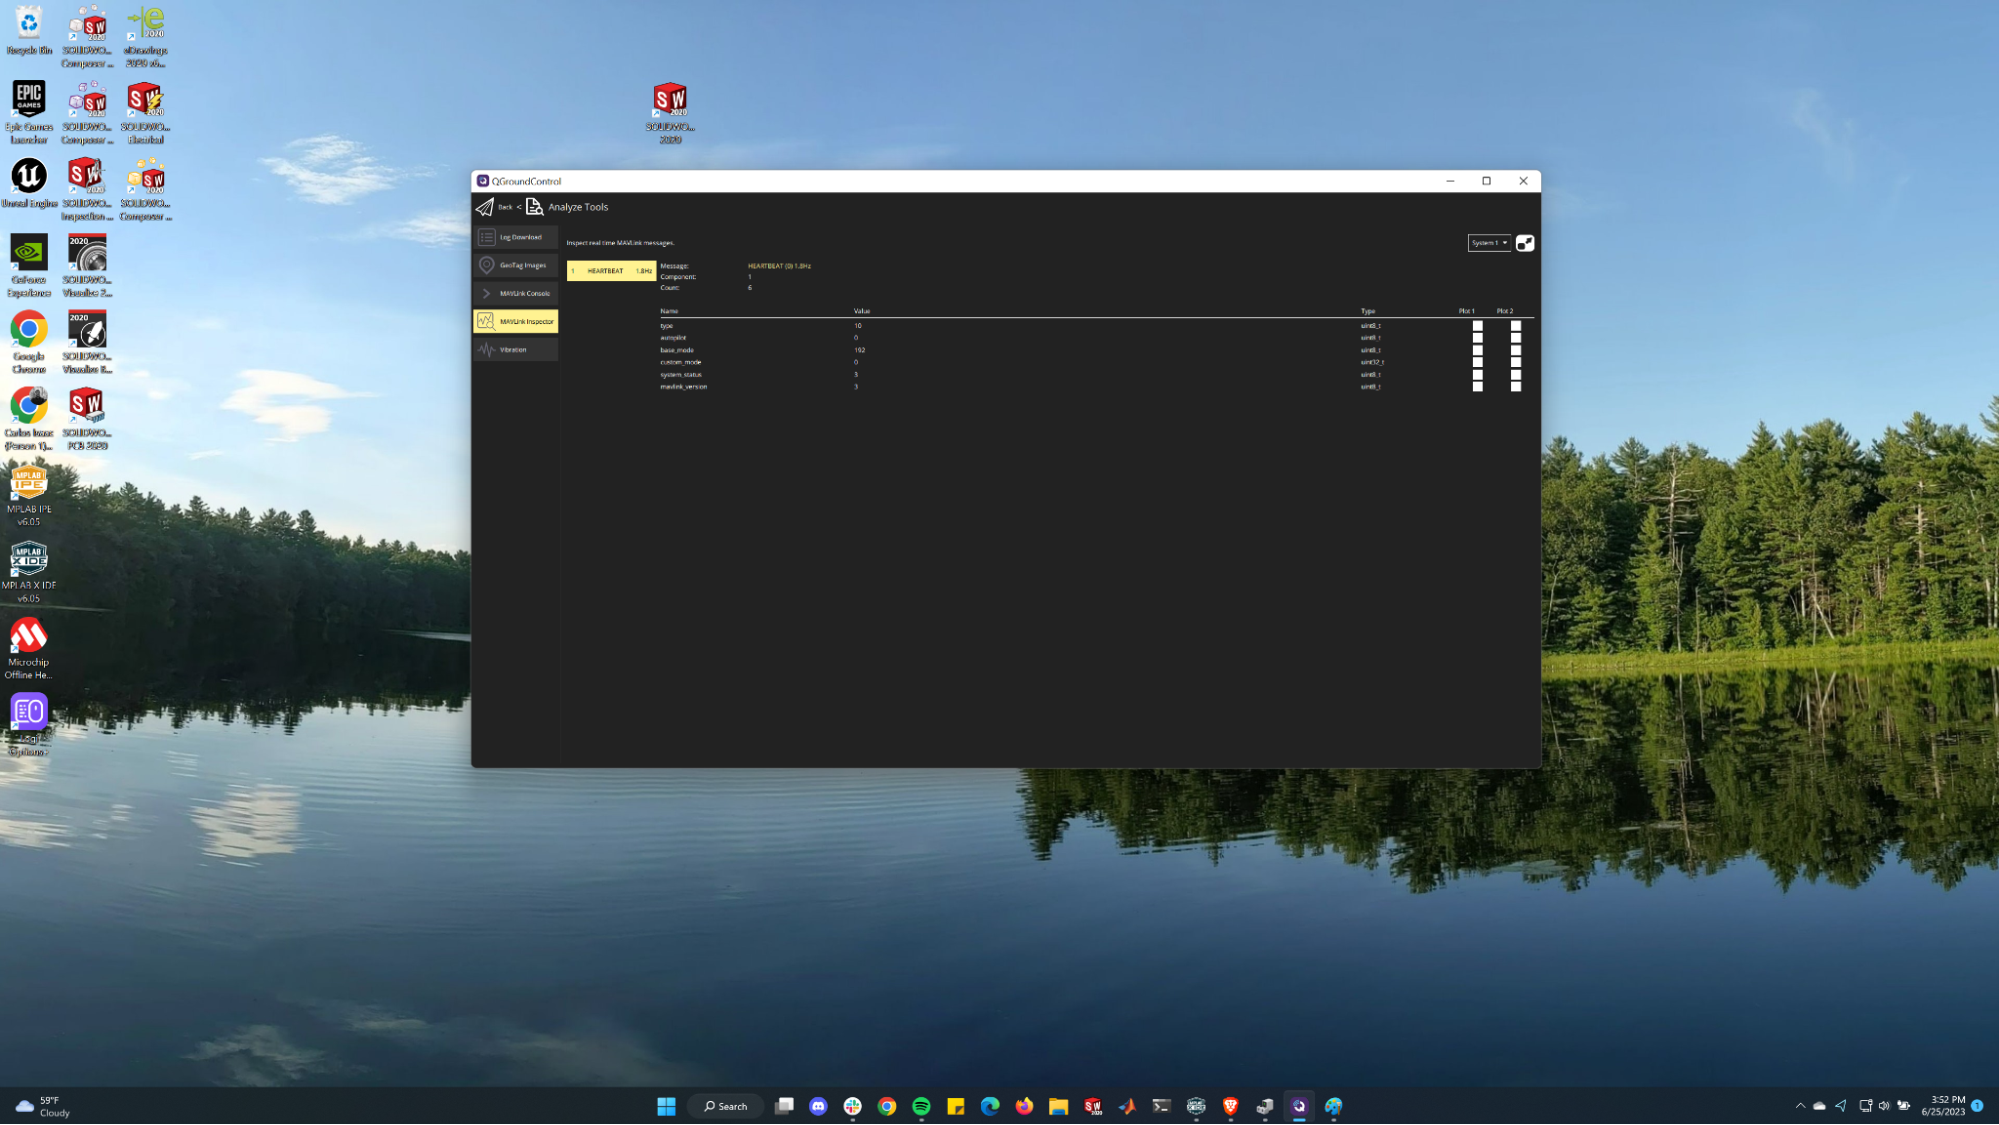 Recycle Bin
SOLIDWO... Composer ...
eDrawings 2020 x6...
Epic Games Launcher
SOLIDWO... Composer ...
SOLIDWO... Electrical
Unreal Engine
SOLIDWO... Inspection ...
SOLIDWO... Composer ...
GeForce Experience
SOLIDWO... Visualize 2...
Google Chrome
SOLIDWO... Visualize B...
Carlos Isaac (Person 1)...
SOLIDWO... PCB 2020
MPLAB IPE v6.05
MPLAB X IDE v6.05
Microchip Offline He...
Logi Options+
SOLIDWO... 2020
QGroundControl
Back < Analyze Tools
Log Download
GeoTag Images
MAVLink Console
MAVLink Inspector
Vibration
Inspect real time MAVLink messages.
System 1
1 HEARTBEAT 1.8Hz
Message: HEARTBEAT (0) 1.8Hz
Component: 1
Count: 6
Name Value Type Plot 1 Plot 2
type 10 uint8_t
autopilot 0 uint8_t
base_mode 192 uint8_t
custom_mode 0 uint32_t
system_status 3 uint8_t
mavlink_version 3 uint8_t
59°F
Cloudy
Search
3:52 PM
6/25/2023
1